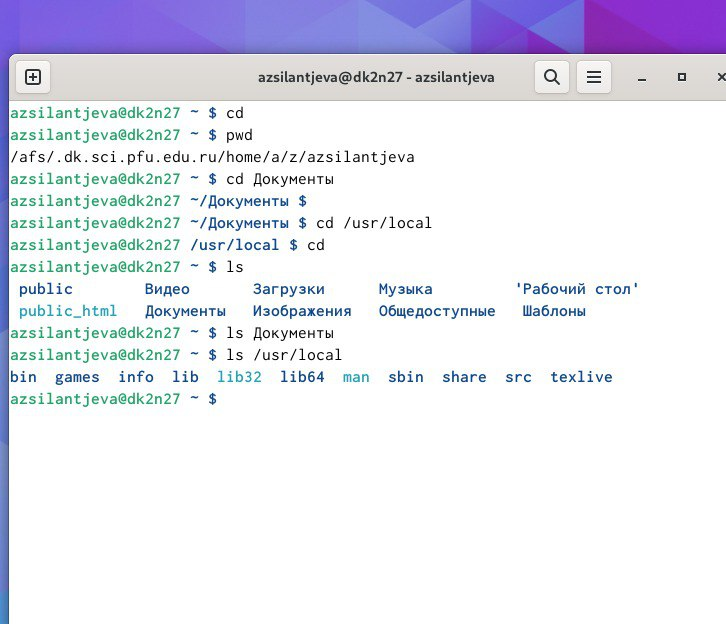 azsilantjeva@dk2n27 - azsilantjeva
azsilantjeva@dk2n27 ~ $ cd
azsilantjeva@dk2n27 ~ $ pwd
/afs/.dk.sci.pfu.edu.ru/home/a/z/azsilantjeva
azsilantjeva@dk2n27 ~ $ cd Документы
azsilantjeva@dk2n27 ~/Документы $
azsilantjeva@dk2n27 ~/Документы $ cd /usr/local
azsilantjeva@dk2n27 /usr/local $ cd
azsilantjeva@dk2n27 ~ $ ls
public Видео Загрузки Музыка 'Рабочий стол'
public_html Документы Изображения Общедоступные Шаблоны
azsilantjeva@dk2n27 ~ $ ls Документы
azsilantjeva@dk2n27 ~ $ ls /usr/local
bin games info lib lib32 lib64 man sbin share src texlive
azsilantjeva@dk2n27 ~ $